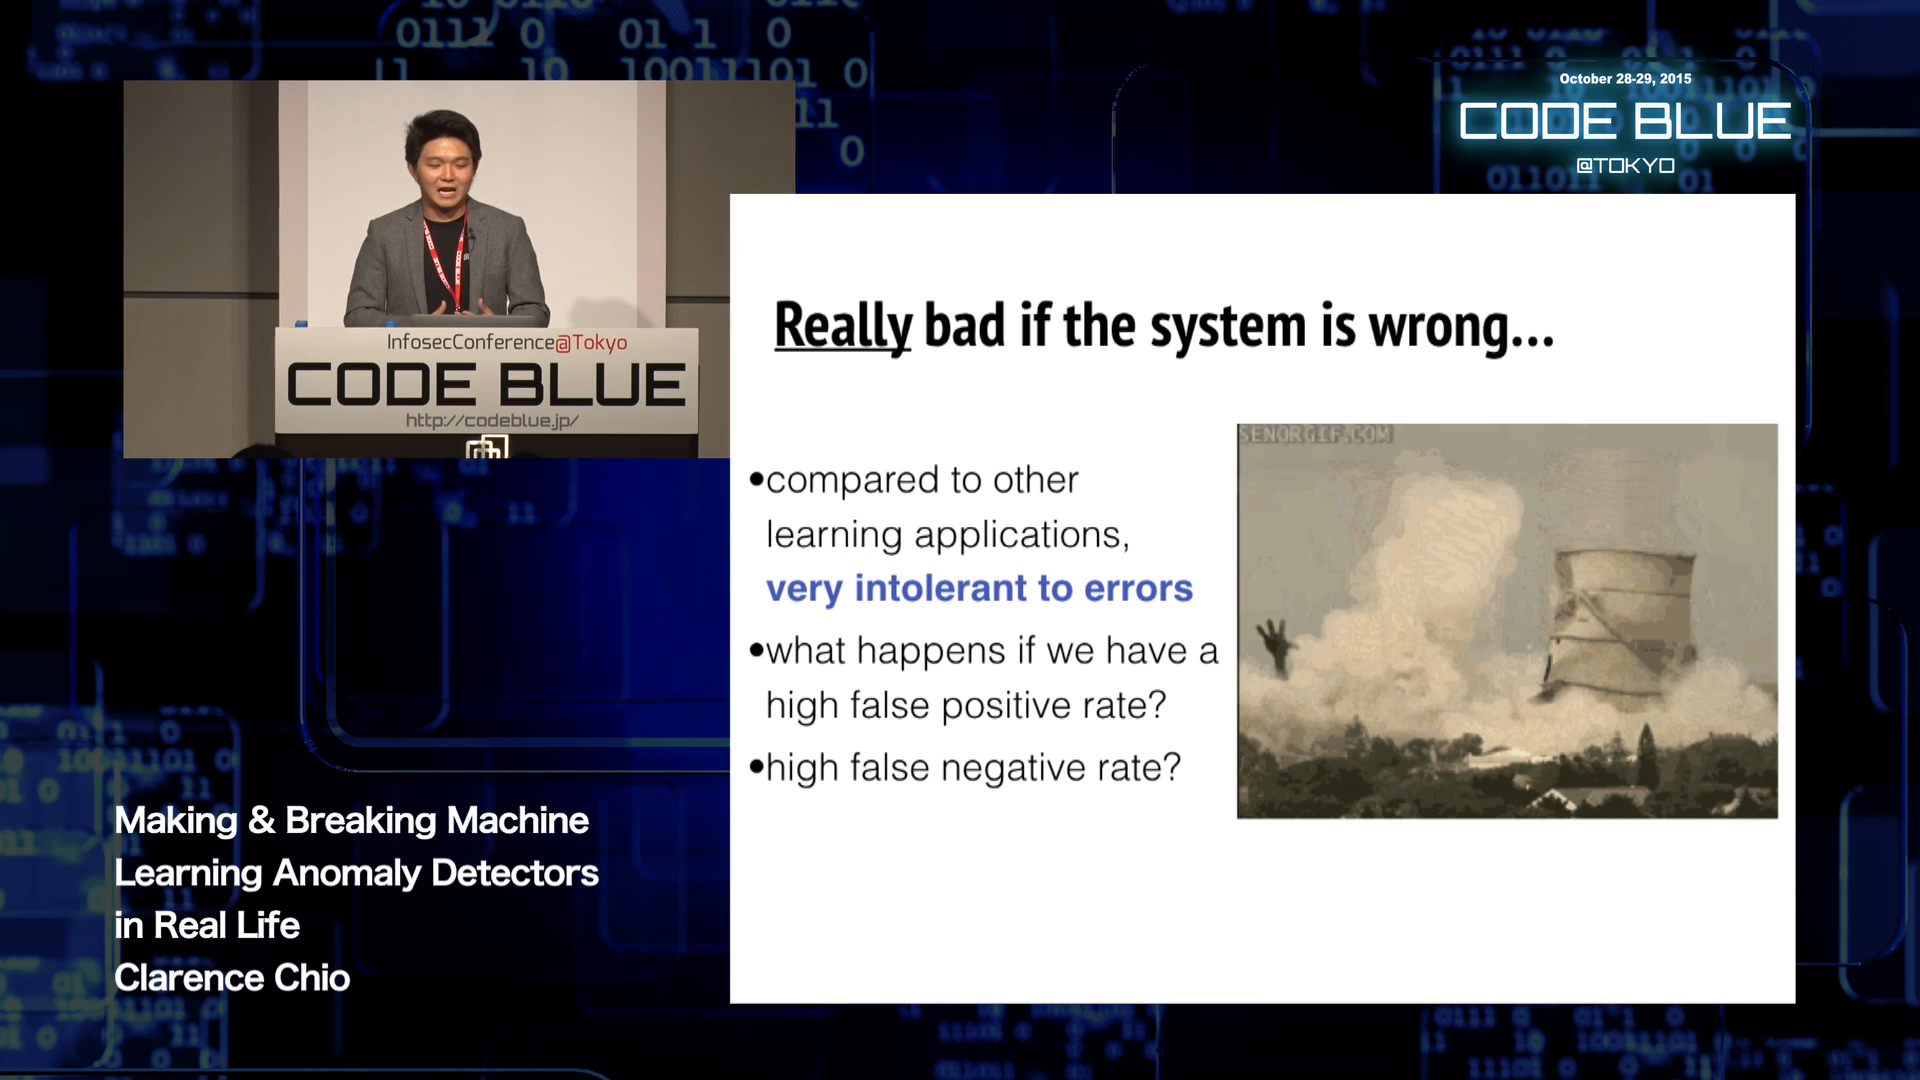 October 28-29, 2015
CODE BLUE
@TOKYO
InfosecConference@Tokyo
CODE BLUE
http://codeblue.jp/
Really bad if the system is wrong...
SENORGIF.COM
•compared to other
learning applications,
very intolerant to errors
•what happens if we have a
high false positive rate?
•high false negative rate?
Making & Breaking Machine
Learning Anomaly Detectors
in Real Life
Clarence Chio